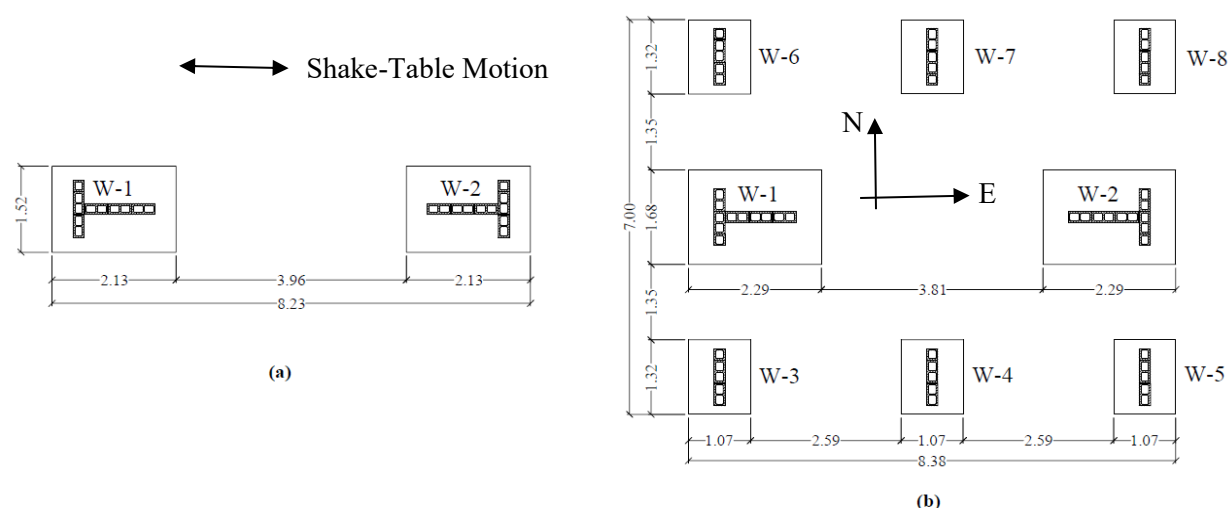 Shake-Table Motion
W-1
W-2
1.52
2.13
3.96
2.13
8.23
(a)
W-6
W-7
W-8
1.32
1.35
N
E
W-1
W-2
7.00
1.68
2.29
3.81
2.29
1.35
W-3
W-4
W-5
1.32
1.07
2.59
1.07
2.59
1.07
8.38
(b)